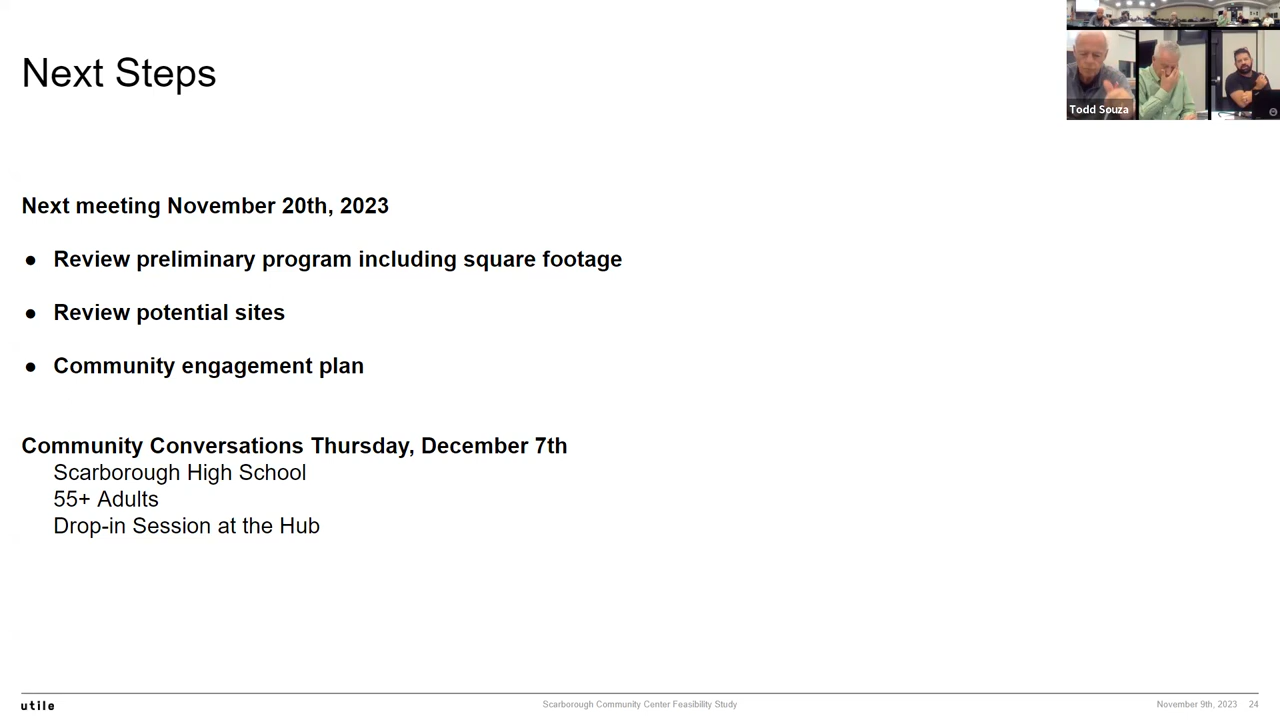 Next Steps
Todd Souza
Next meeting November 20th, 2023
● Review preliminary program including square footage
● Review potential sites
● Community engagement plan
Community Conversations Thursday, December 7th
Scarborough High School
55+ Adults
Drop-in Session at the Hub
utile
Scarborough Community Center Feasibility Study
November 9th, 2023 24